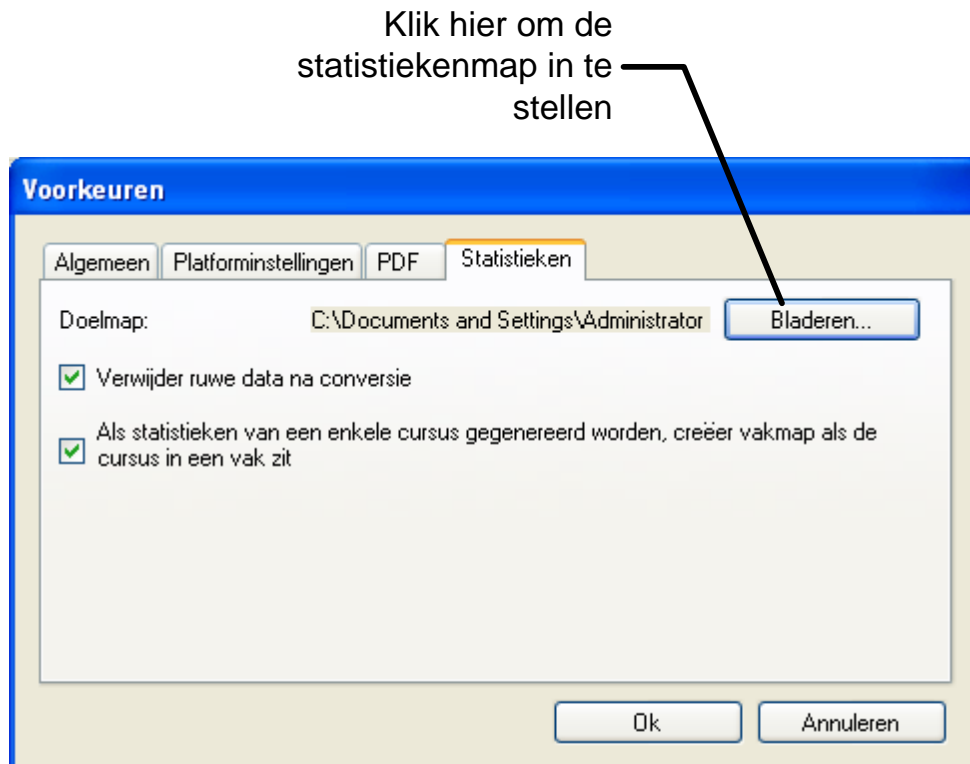 Klik hier om de
statistiekenmap in te
stellen
Voorkeuren
Algemeen Platforminstellingen PDF Statistieken
Doelmap: C:\Documents and Settings\Administrator Bladeren...
Verwijder ruwe data na conversie
Als statistieken van een enkele cursus gegenereerd worden, creëer vakmap als de
cursus in een vak zit
Ok Annuleren